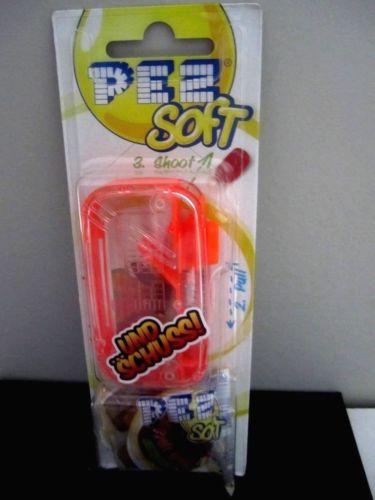 PEZ
Soft
3. Shoot
2. Pull
UND
SCHUSS!
PEZ
Soft